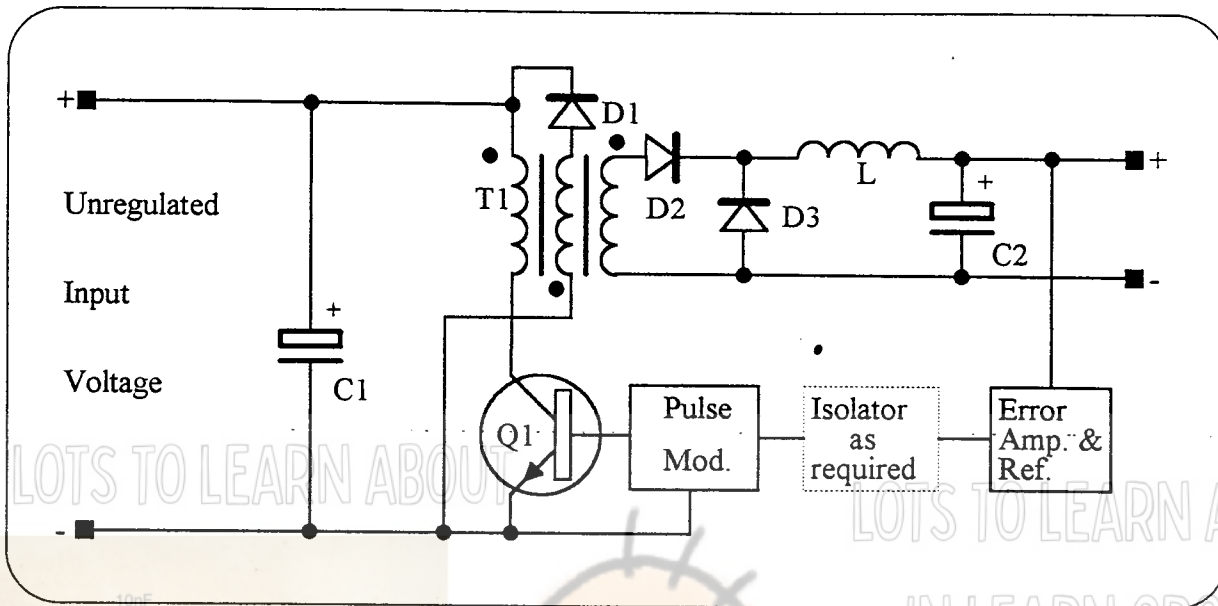 +
D1
+
T1
L
+
D2
D3
C2
Unregulated
-
Input
+
Voltage
C1
Q1
Pulse
Mod.
Isolator
as
required
Error
Amp. &
Ref.
LOTS TO LEARN ABOUT
LOTS TO LEARN A
-
10nF